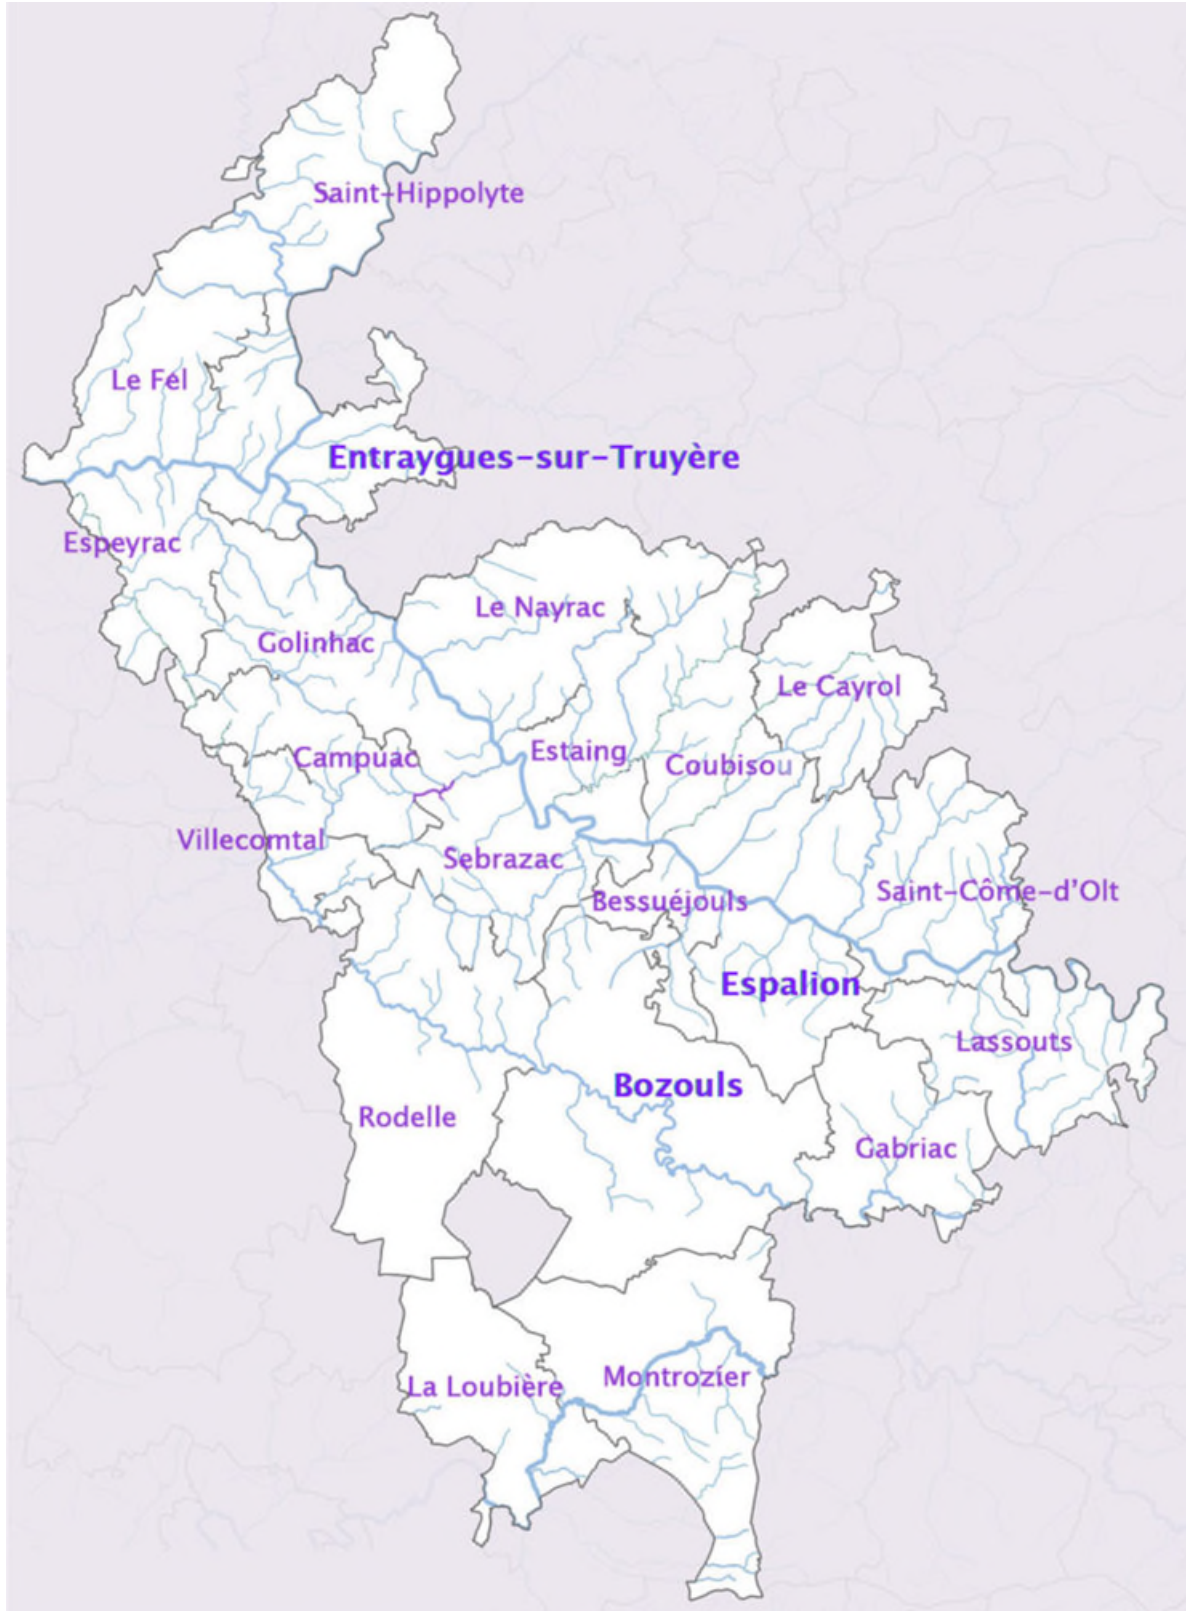 Saint-Hippolyte
Le Fel
Entraygues-sur-Truyère
Espeyrac
Le Nayrac
Golinhac
Le Cayrol
Estaing
Campuac
Coubisou
Villecomtal
Sebrazac
Saint-Côme-d'Olt
Bessuéjouls
Espalion
Lassouts
Bozouls
Rodelle
Gabriac
Montrozier
La Loubière